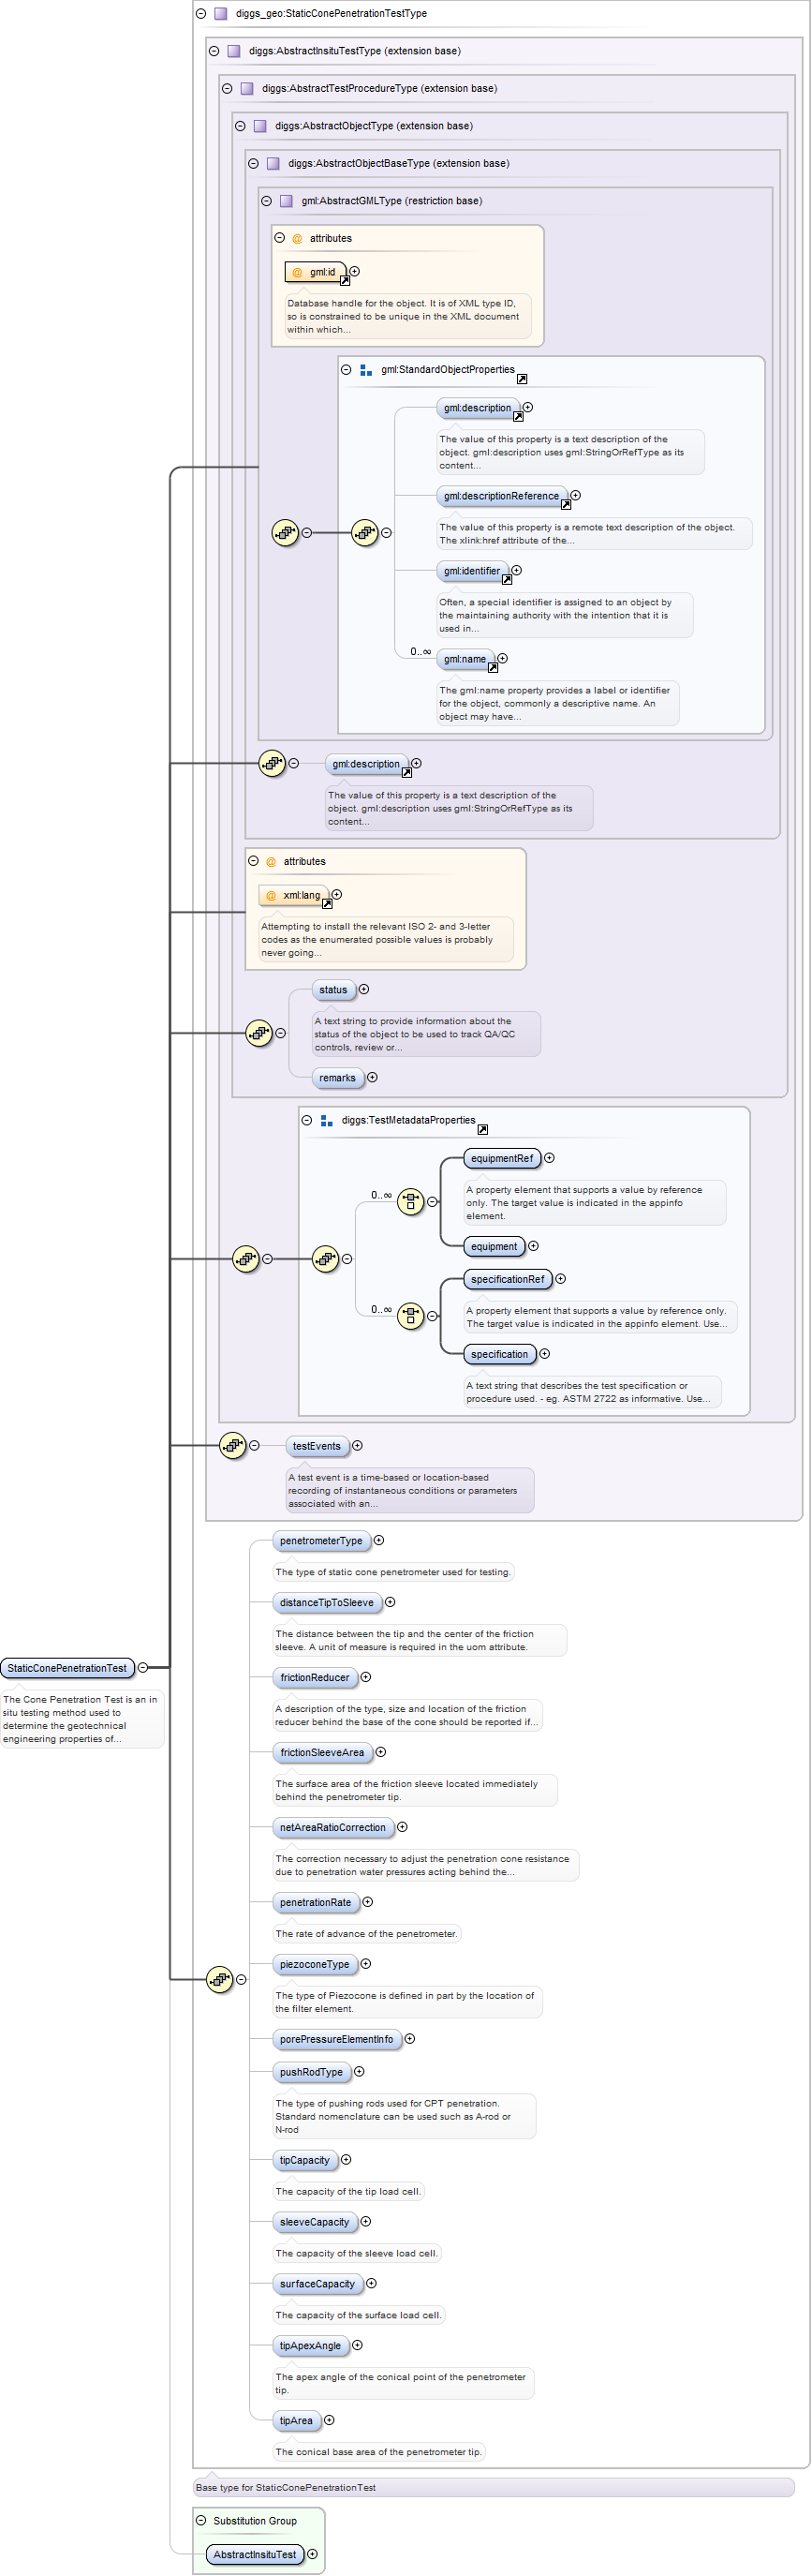 diggs_geo:StaticConePenetrationTestType
diggs:AbstractInsituTestType (extension base)
diggs:AbstractTestProcedureType (extension base)
diggs:AbstractObjectType (extension base)
diggs:AbstractObjectBaseType (extension base)
gml:AbstractGMLType (restriction base)
@ attributes
@ gml:id
Database handle for the object. It is of XML type ID,
so is constrained to be unique in the XML document
within which...
gml:StandardObjectProperties
gml:description
The value of this property is a text description of the
object. gml:description uses gml:StringOrRefType as its
content...
gml:descriptionReference
The value of this property is a remote text description of the object.
The xlink:href attribute of the...
gml:identifier
Often, a special identifier is assigned to an object by
the maintaining authority with the intention that it is
used in...
0..∞
gml:name
The gml:name property provides a label or identifier
for the object, commonly a descriptive name. An
object may have...
gml:description
The value of this property is a text description of the
object. gml:description uses gml:StringOrRefType as its
content...
@ attributes
@ xml:lang
Attempting to install the relevant ISO 2- and 3-letter
codes as the enumerated possible values is probably
never going...
status
A text string to provide information about the
status of the object to be used to track QA/QC
controls, review or...
remarks
diggs:TestMetadataProperties
0..∞
equipmentRef
A property element that supports a value by reference
only. The target value is indicated in the appinfo
element.
equipment
0..∞
specificationRef
A property element that supports a value by reference only.
The target value is indicated in the appinfo element. Use...
specification
A text string that describes the test specification or
procedure used. - eg. ASTM 2722 as informative. Use...
testEvents
A test event is a time-based or location-based
recording of instantaneous conditions or parameters
associated with an...
penetrometerType
The type of static cone penetrometer used for testing.
distanceTipToSleeve
The distance between the tip and the center of the friction
sleeve. A unit of measure is required in the uom attribute.
StaticConePenetrationTest
The Cone Penetration Test is an in
situ testing method used to
determine the geotechnical
engineering properties of...
frictionReducer
A description of the type, size and location of the friction
reducer behind the base of the cone should be reported if...
frictionSleeveArea
The surface area of the friction sleeve located immediately
behind the penetrometer tip.
netAreaRatioCorrection
The correction necessary to adjust the penetration cone resistance
due to penetration water pressures acting behind the...
penetrationRate
The rate of advance of the penetrometer.
piezoconeType
The type of Piezocone is defined in part by the location of
the filter element.
porePressureElementInfo
pushRodType
The type of pushing rods used for CPT penetration.
Standard nomenclature can be used such as A-rod or
N-rod
tipCapacity
The capacity of the tip load cell.
sleeveCapacity
The capacity of the sleeve load cell.
surfaceCapacity
The capacity of the surface load cell.
tipApexAngle
The apex angle of the conical point of the penetrometer
tip.
tipArea
The conical base area of the penetrometer tip.
Base type for StaticConePenetrationTest
Substitution Group
AbstractInsituTest